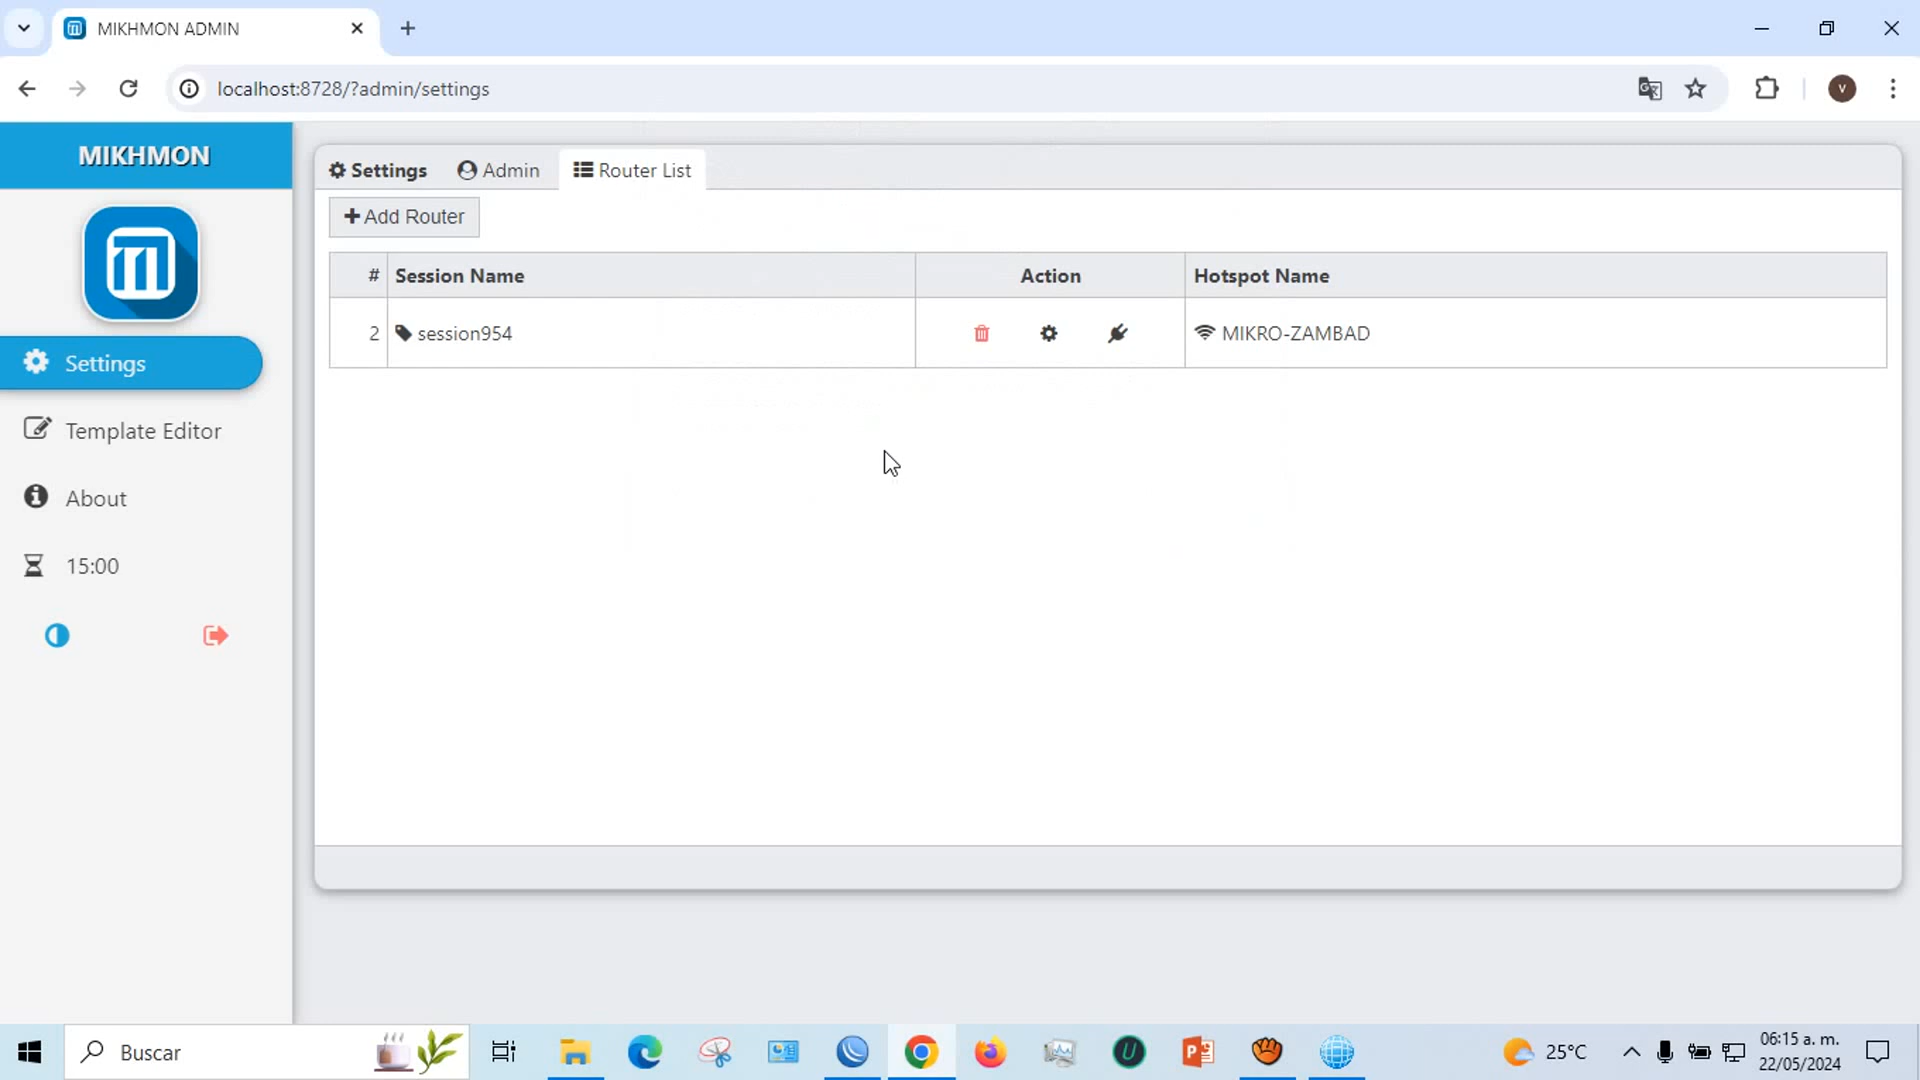 MIKHMON ADMIN
localhost:8728/?admin/settings
V
MIKHMON
Settings
Template Editor
About
15:00
Settings
Admin
Router List
Add Router
# Session Name Action Hotspot Name
2 session954 MIKRO-ZAMBAD
Buscar
25°C
06:15 a. m.
22/05/2024